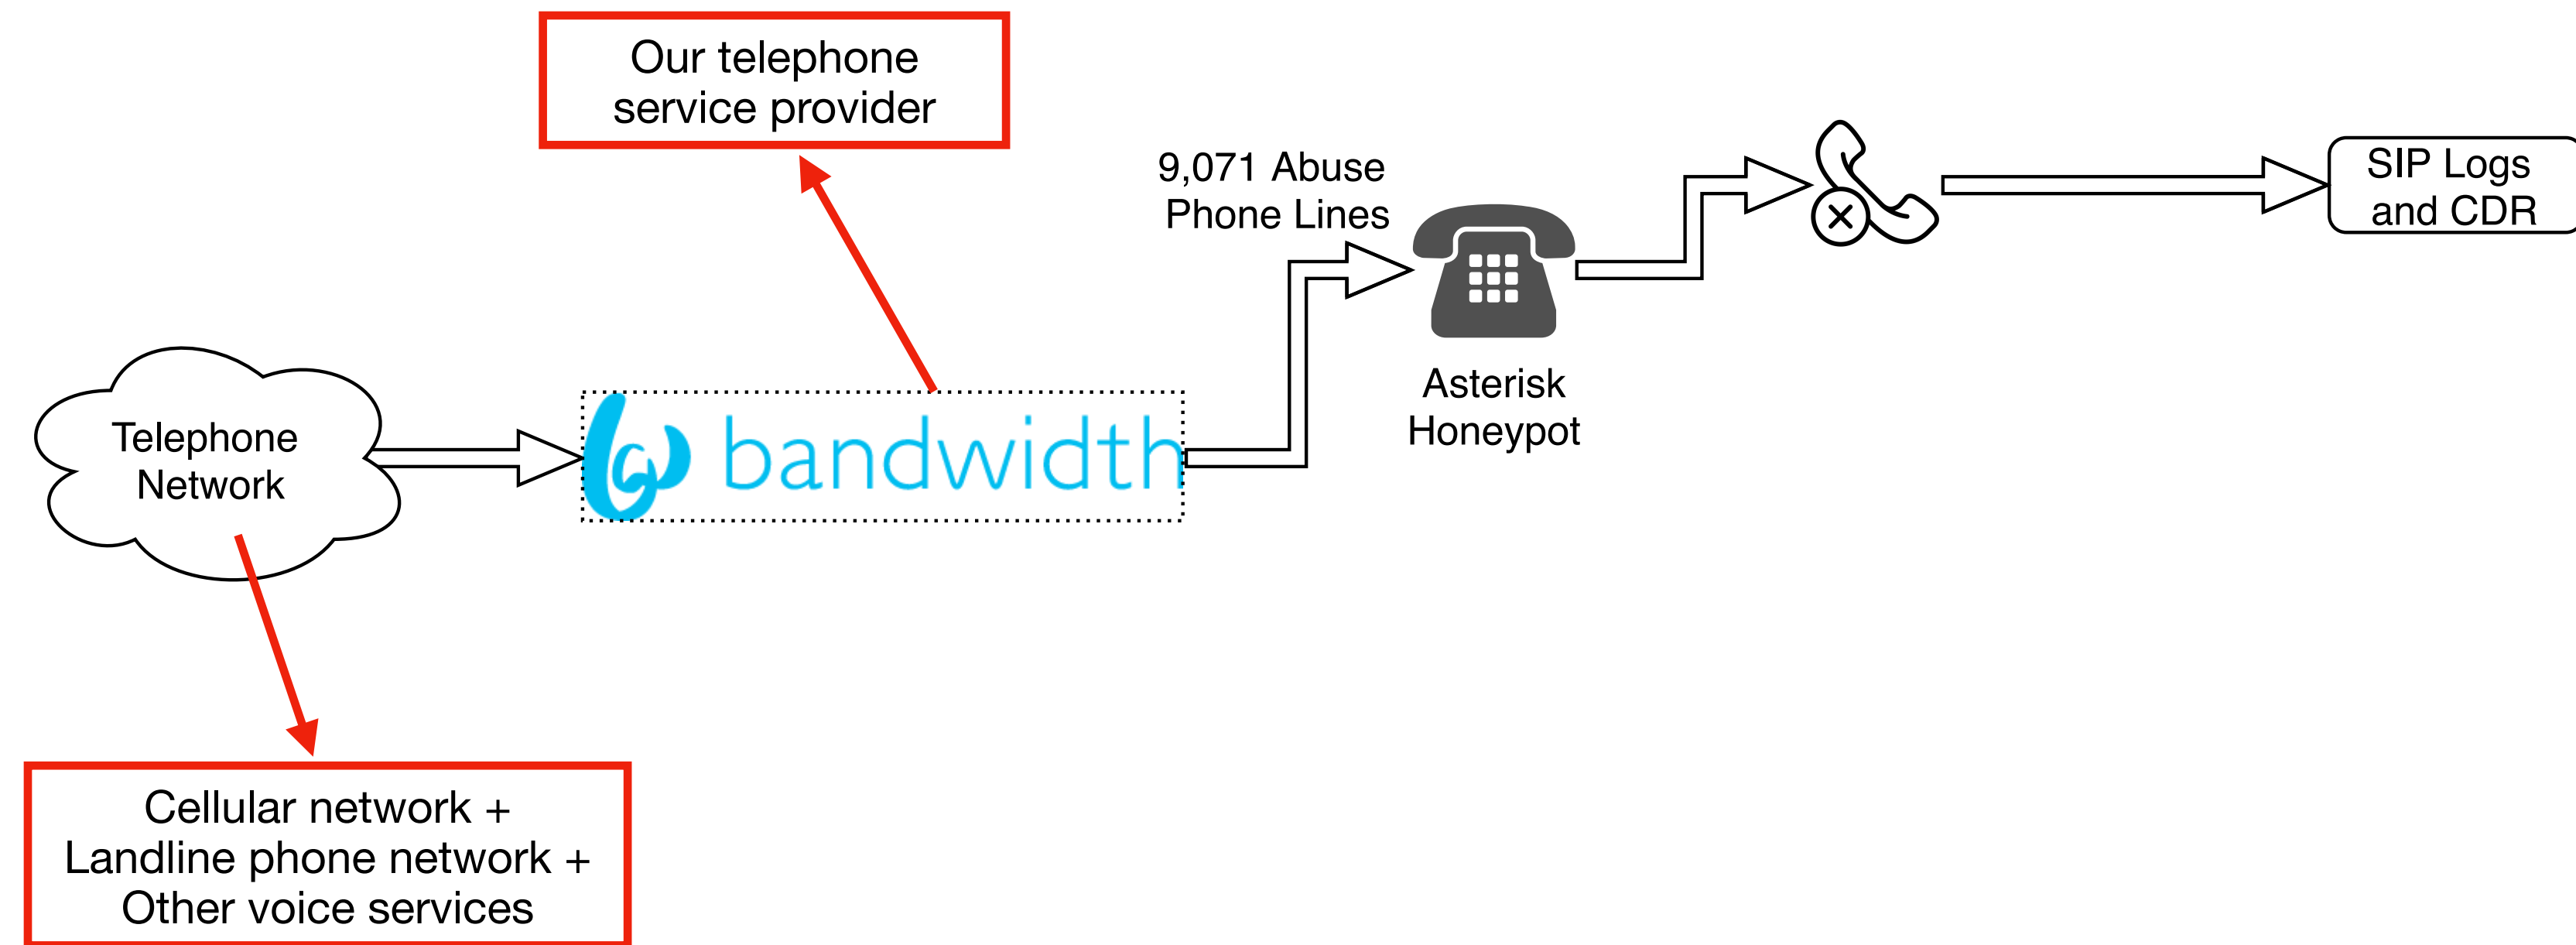 Our telephone
service provider
9,071 Abuse
Phone Lines
SIP Logs
and CDR
Asterisk
Honeypot
Telephone
Network
bandwidth
Cellular network +
Landline phone network +
Other voice services